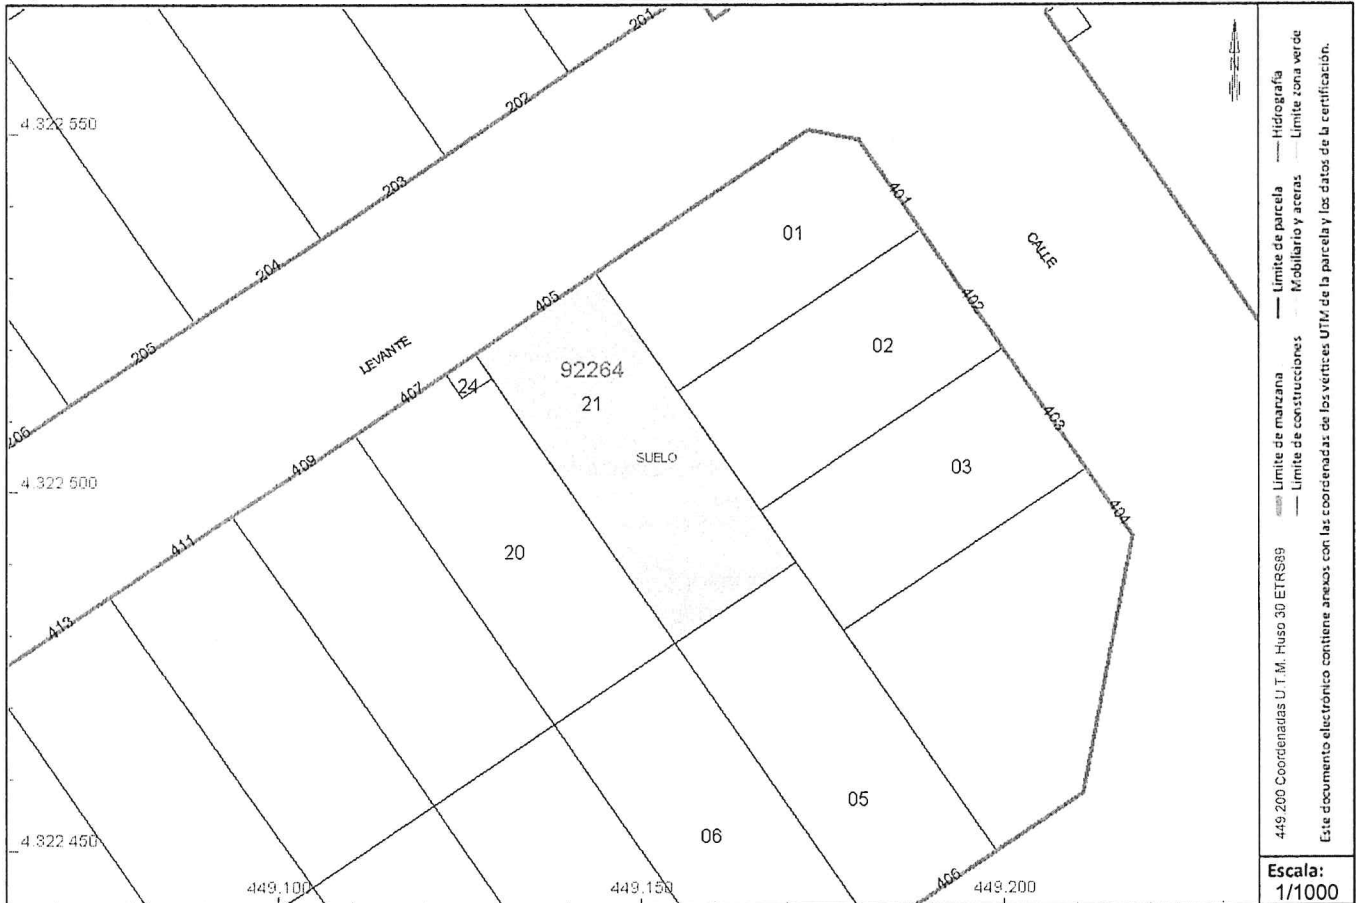 201
202
4.322 550
203
401
01
CALLE
204
405
402
02
205
LEVANTE
92264
407
24
21
403
206
SUELO
409
03
4.322 500
404
411
20
413
05
06
4.322 450
406
449.100
449.150
449.200
449.200 Coordenadas U.T.M. Huso 30 ETRS89
Límite de manzana
Límite de parcela
Hidrografía
Límite de construcciones
Mobiliario y aceras
Límite zona verde
Este documento electrónico contiene anexos con las coordenadas de los vértices UTM de la parcela y los datos de la certificación.
Escala:
1/1000